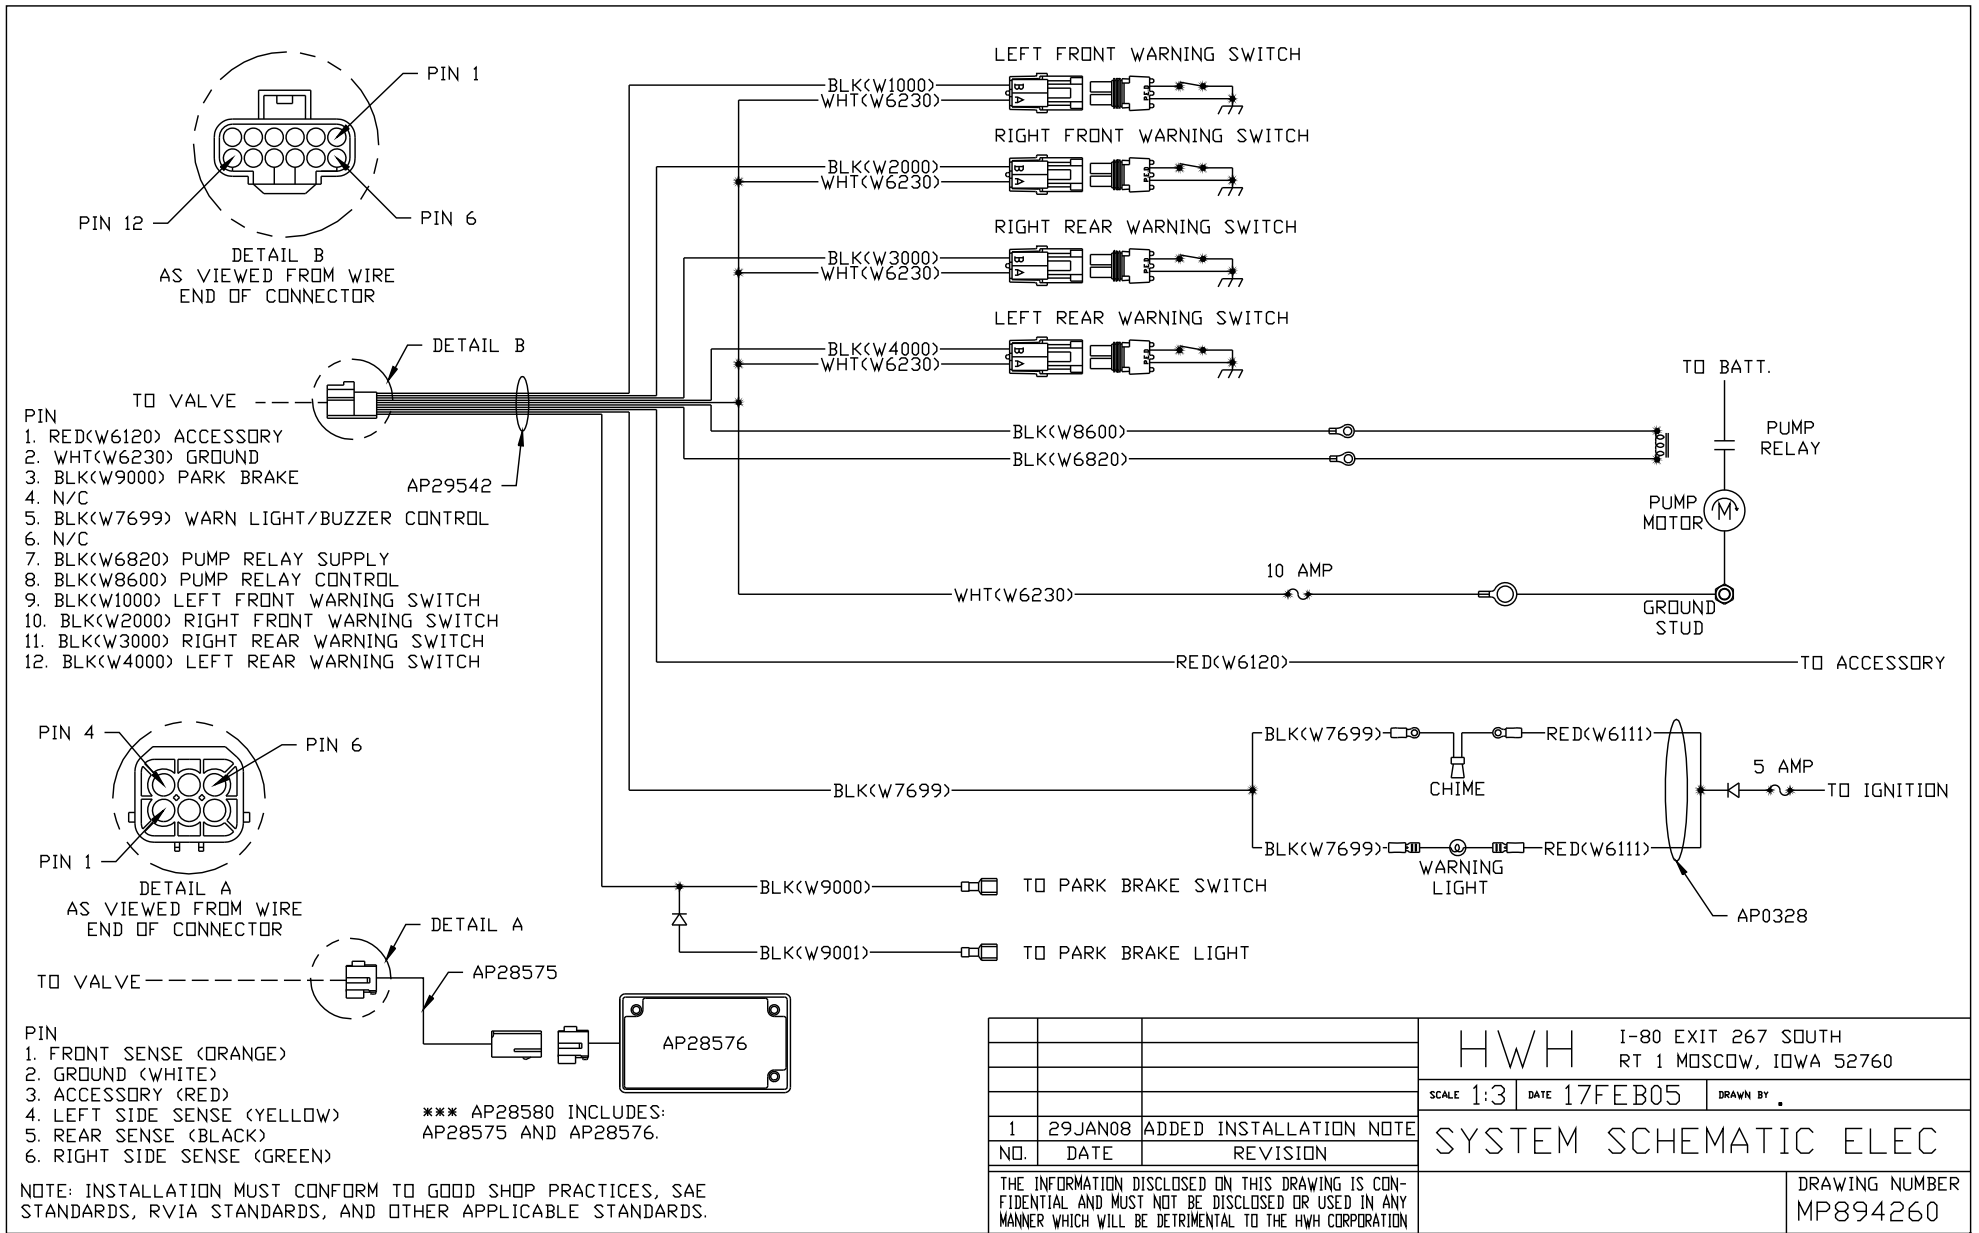 PIN 1
PIN 12
PIN 6
DETAIL B
AS VIEWED FROM WIRE
END OF CONNECTOR
LEFT FRONT WARNING SWITCH
BLK(W1000)
WHT(W6230)
B
A
RIGHT FRONT WARNING SWITCH
BLK(W2000)
WHT(W6230)
B
A
RIGHT REAR WARNING SWITCH
BLK(W3000)
WHT(W6230)
B
A
LEFT REAR WARNING SWITCH
BLK(W4000)
WHT(W6230)
B
A
DETAIL B
TO VALVE
AP29542
PIN
1. RED(W6120) ACCESSORY
2. WHT(W6230) GROUND
3. BLK(W9000) PARK BRAKE
4. N/C
5. BLK(W7699) WARN LIGHT/BUZZER CONTROL
6. N/C
7. BLK(W6820) PUMP RELAY SUPPLY
8. BLK(W8600) PUMP RELAY CONTROL
9. BLK(W1000) LEFT FRONT WARNING SWITCH
10. BLK(W2000) RIGHT FRONT WARNING SWITCH
11. BLK(W3000) RIGHT REAR WARNING SWITCH
12. BLK(W4000) LEFT REAR WARNING SWITCH
BLK(W8600)
BLK(W6820)
TO BATT.
PUMP
RELAY
PUMP
MOTOR
M
10 AMP
WHT(W6230)
GROUND
STUD
RED(W6120)
TO ACCESSORY
BLK(W7699)
BLK(W7699)
RED(W6111)
CHIME
5 AMP
TO IGNITION
BLK(W7699)
RED(W6111)
WARNING
LIGHT
AP0328
BLK(W9000)
TO PARK BRAKE SWITCH
BLK(W9001)
TO PARK BRAKE LIGHT
PIN 4
PIN 6
PIN 1
DETAIL A
AS VIEWED FROM WIRE
END OF CONNECTOR
DETAIL A
TO VALVE
AP28575
AP28576
PIN
1. FRONT SENSE (ORANGE)
2. GROUND (WHITE)
3. ACCESSORY (RED)
4. LEFT SIDE SENSE (YELLOW)
5. REAR SENSE (BLACK)
6. RIGHT SIDE SENSE (GREEN)
*** AP28580 INCLUDES:
AP28575 AND AP28576.
NOTE: INSTALLATION MUST CONFORM TO GOOD SHOP PRACTICES, SAE
STANDARDS, RVIA STANDARDS, AND OTHER APPLICABLE STANDARDS.
1 29JAN08 ADDED INSTALLATION NOTE
NO. DATE REVISION
THE INFORMATION DISCLOSED ON THIS DRAWING IS CON-
FIDENTIAL AND MUST NOT BE DISCLOSED OR USED IN ANY
MANNER WHICH WILL BE DETRIMENTAL TO THE HWH CORPORATION
HWH
I-80 EXIT 267 SOUTH
RT 1 MOSCOW, IOWA 52760
SCALE 1:3 DATE 17FEB05 DRAWN BY .
SYSTEM SCHEMATIC ELEC
DRAWING NUMBER
MP894260